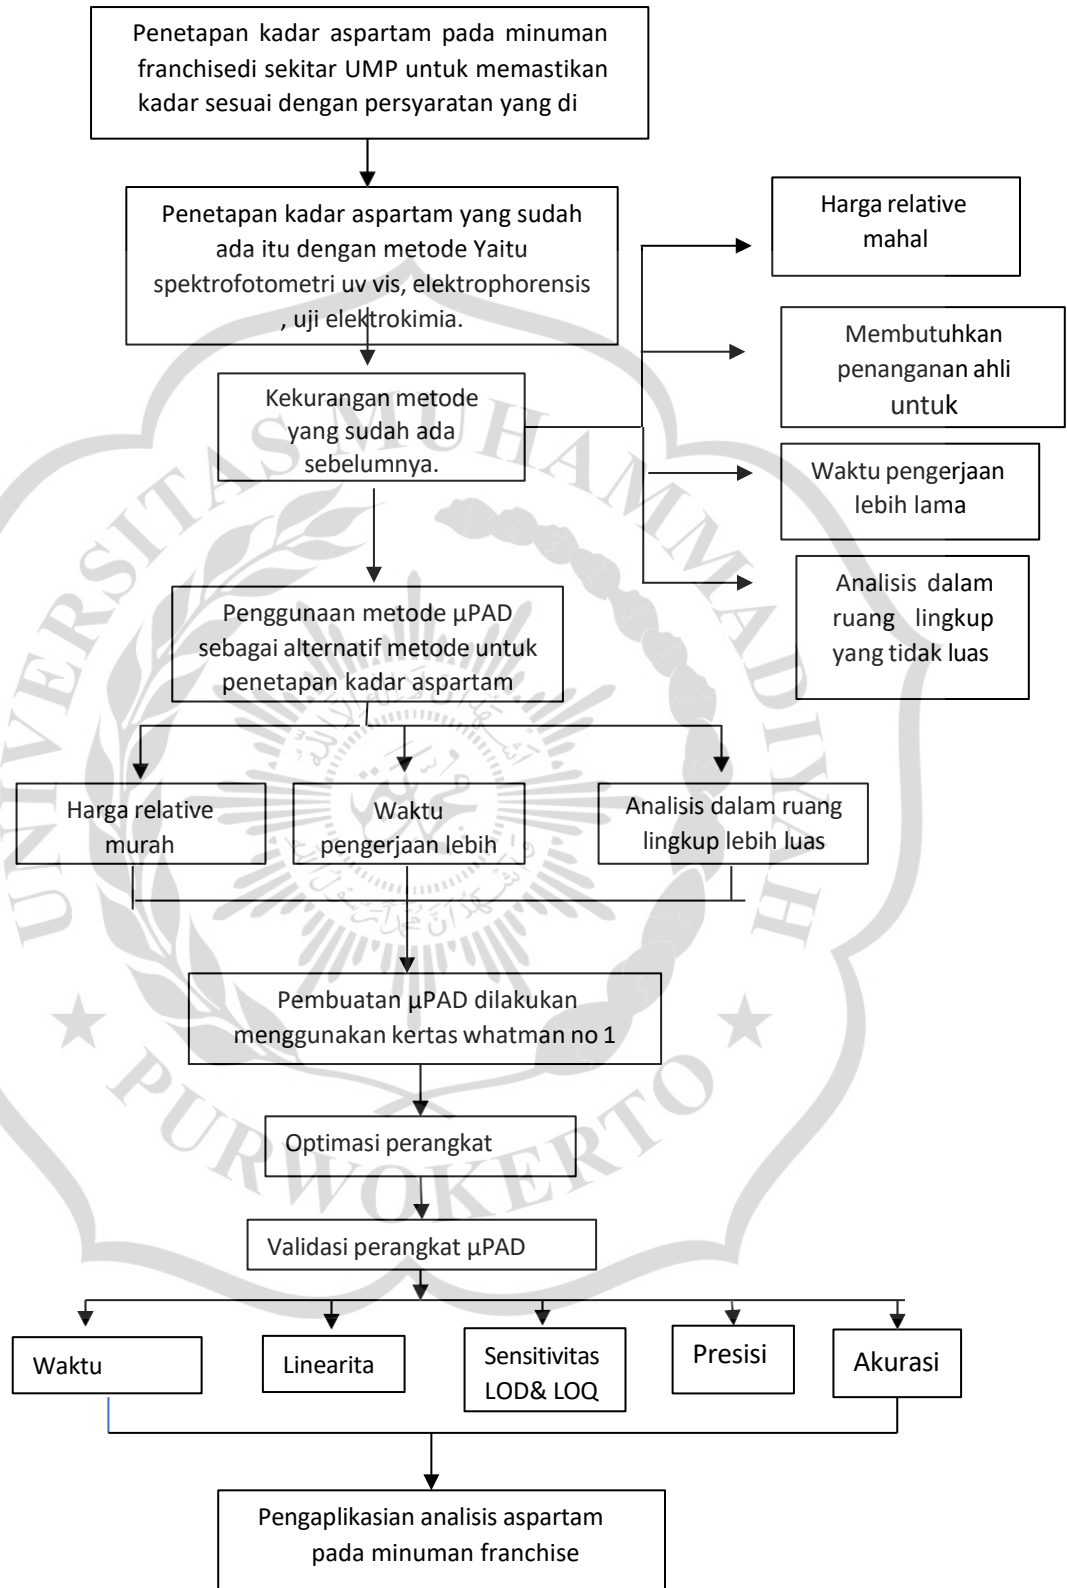 Penetapan kadar aspartam pada minuman
franchisedi sekitar UMP untuk memastikan
kadar sesuai dengan persyaratan yang di
Penetapan kadar aspartam yang sudah
ada itu dengan metode Yaitu
spektrofotometri uv vis, elektrophorensis
, uji elektrokimia.
Harga relative
mahal
Membutuhkan
penanganan ahli
untuk
Kekurangan metode
yang sudah ada
sebelumnya.
Waktu pengerjaan
lebih lama
Analisis dalam
ruang lingkup
yang tidak luas
Penggunaan metode µPAD
sebagai alternatif metode untuk
penetapan kadar aspartam
Harga relative
murah
Waktu
pengerjaan lebih
Analisis dalam ruang
lingkup lebih luas
Pembuatan µPAD dilakukan
menggunakan kertas whatman no 1
Optimasi perangkat
Validasi perangkat µPAD
Waktu
Linearita
Sensitivitas
LOD& LOQ
Presisi
Akurasi
Pengaplikasian analisis aspartam
pada minuman franchise
UNIVERSITAS MUHAMMADIYAH
PURWOKERTO